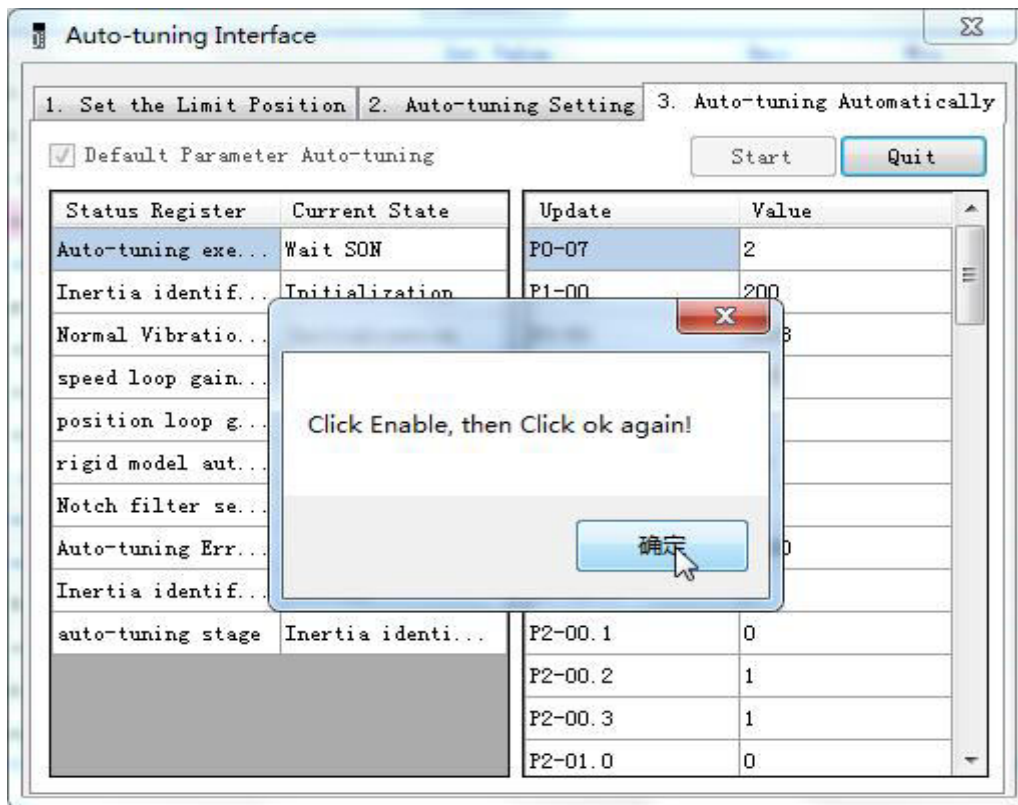 Auto-tuning Interface
1. Set the Limit Position 2. Auto-tuning Setting 3. Auto-tuning Automatically
Default Parameter Auto-tuning Start Quit
Status Register Current State Update Value
Auto-tuning exe... Wait SON P0-07 2
Inertia identif... Initialization P1-00 200
Normal Vibratio...
speed loop gain...
position loop g...
Click Enable, then Click ok again!
rigid model aut...
Notch filter se...
Auto-tuning Err...
确定
Inertia identif...
auto-tuning stage Inertia identi... P2-00.1 0
P2-00.2 1
P2-00.3 1
P2-01.0 0